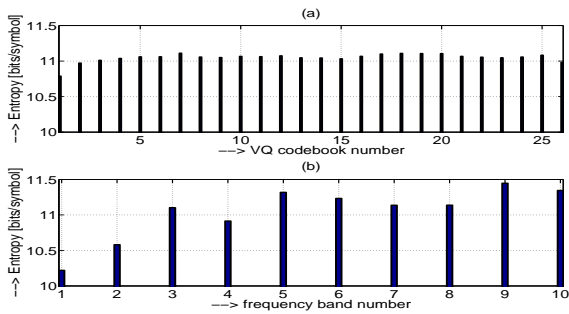 (a)
--> Entropy [bits/symbol]
11.5
11
10.5
10
5 10 15 20 25
--> VQ codebook number
(b)
--> Entropy [bits/symbol]
11.5
11
10.5
10
1 2 3 4 5 6 7 8 9 10
--> frequency band number